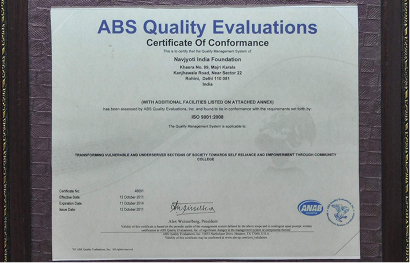 ABS Quality Evaluations
Certificate Of Conformance
This is to certify that the Quality Management System of
Navjyoti India Foundation
Khasra No. 99, Majri Karala
Kanjhawala Road, Near Sector 22
Rohini, Delhi 110 081
India
(WITH ADDITIONAL FACILITIES LISTED ON ATTACHED ANNEX)
has been assessed by ABS Quality Evaluations, Inc. and found to be in conformance with the requirements set forth by:
ISO 9001:2008
The Quality Management System is applicable to:
TRANSFORMING VULNERABLE AND UNDERSERVED SECTIONS OF SOCIETY TOWARDS SELF RELIANCE AND EMPOWERMENT THROUGH COMMUNITY
COLLEGE
Certificate No:
Effective Date: 12 October 2011
Expiration Date: 11 October 2014
Issue Date: 12 October 2011
Alex Weisselberg, President
ANAB